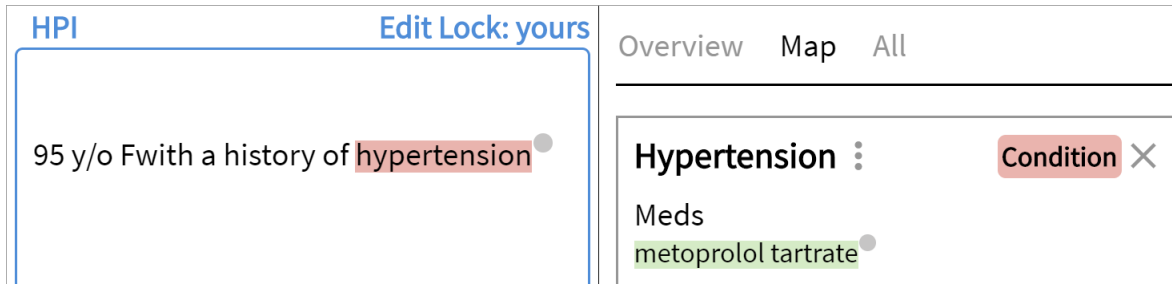 HPI
Edit Lock: yours
95 y/o Fwith a history of hypertension
Overview Map All
Hypertension
Condition
Meds
metoprolol tartrate